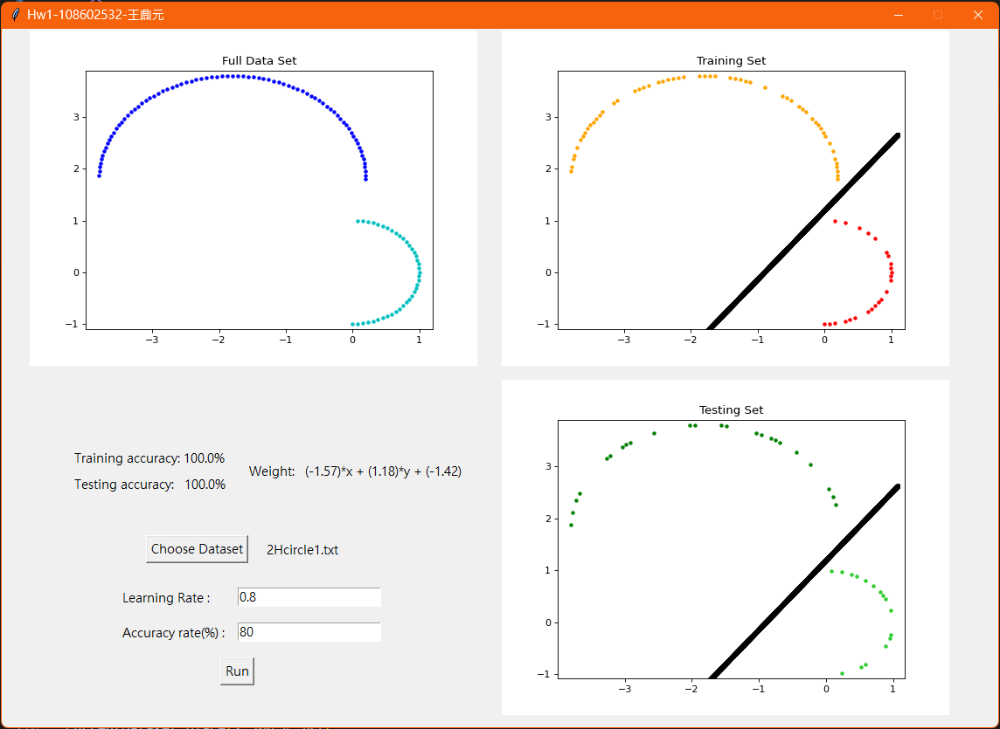 Hw1-108602532-王鼎元
Full Data Set
3
2
1
0
−1
−3
−2
−1
0
1
Training Set
3
2
1
0
−1
−3
−2
−1
0
1
Training accuracy: 100.0%
Testing accuracy: 100.0%
Weight: (-1.57)*x + (1.18)*y + (-1.42)
Choose Dataset
2Hcircle1.txt
Learning Rate : 0.8
Accuracy rate(%) : 80
Run
Testing Set
3
2
1
0
−1
−3
−2
−1
0
1